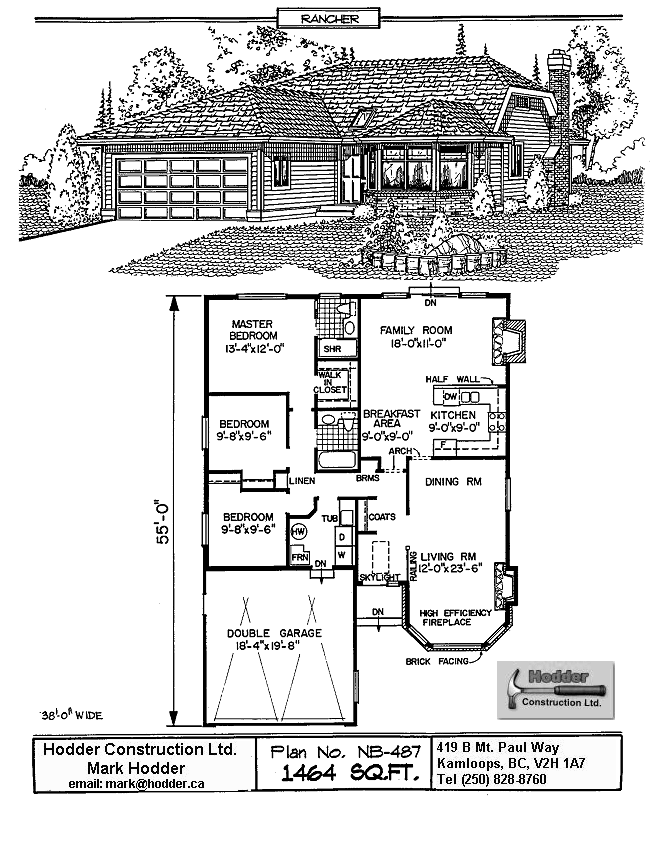 RANCHER
DN
MASTER
BEDROOM
13'-4"x12'-0"
SHR
WALK
IN
CLOSET
FAMILY ROOM
18'-0"x11'-0"
HALF WALL
DW
BREAKFAST
AREA
9'-0"x9'-0"
KITCHEN
9'-0"x9'-0"
F
ARCH
BEDROOM
9'-8"x9'-6"
LINEN
BRMS
DINING RM
BEDROOM
9'-8"x9'-6"
TUB
COATS
HW
D
W
FRN
DN
SKYLIGHT
RAILING
LIVING RM
12'-0"x23'-6"
DN
HIGH EFFICIENCY
FIREPLACE
DOUBLE GARAGE
18'-4"x19'-8"
BRICK FACING
55'-0"
38'-0" WIDE
Hodder
Construction Ltd.
Hodder Construction Ltd.
Mark Hodder
email: mark@hodder.ca
Plan No. NB-487
1464 SQ.FT.
419 B Mt. Paul Way
Kamloops, BC, V2H 1A7
Tel (250) 828-8760